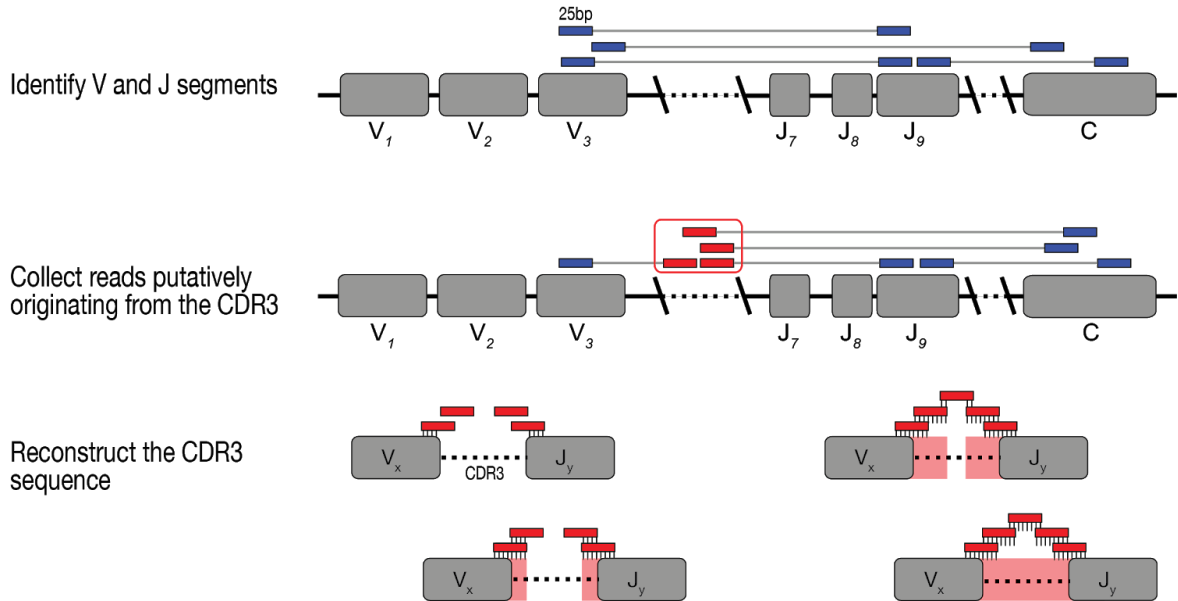 25bp
Identify V and J segments
V1 V2 V3 J7 J8 J9 C
Collect reads putatively
originating from the CDR3
V1 V2 V3 J7 J8 J9 C
Reconstruct the CDR3
sequence
Vx CDR3 Jy Vx Jy
Vx Jy Vx Jy